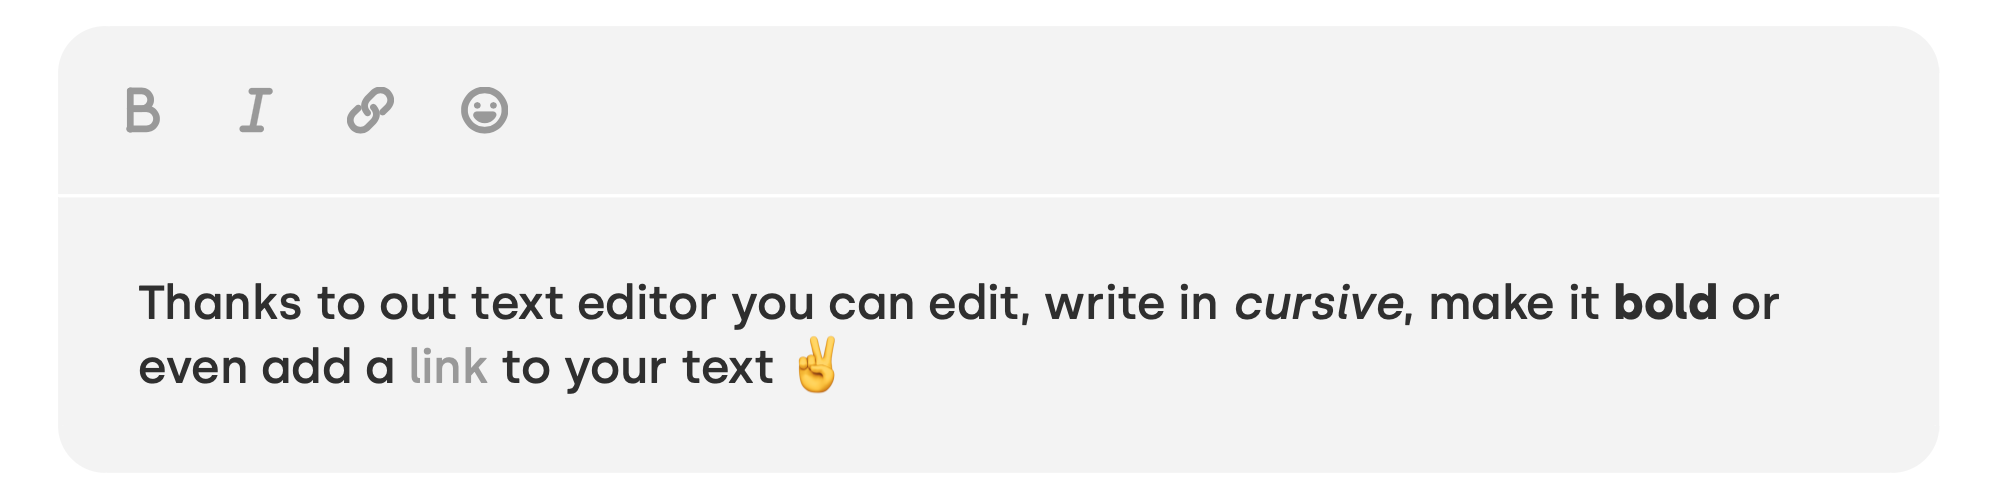 B I
Thanks to out text editor you can edit, write in cursive, make it bold or
even add a link to your text ✌️